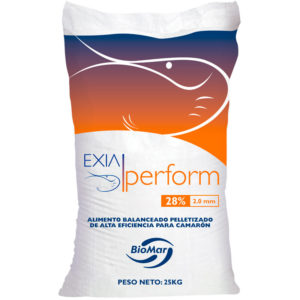 EXIA
perform
28% 2.0 mm
ALIMENTO BALANCEADO PELLETIZADO
DE ALTA EFICIENCIA PARA CAMARÓN
BioMar
PESO NETO: 25KG